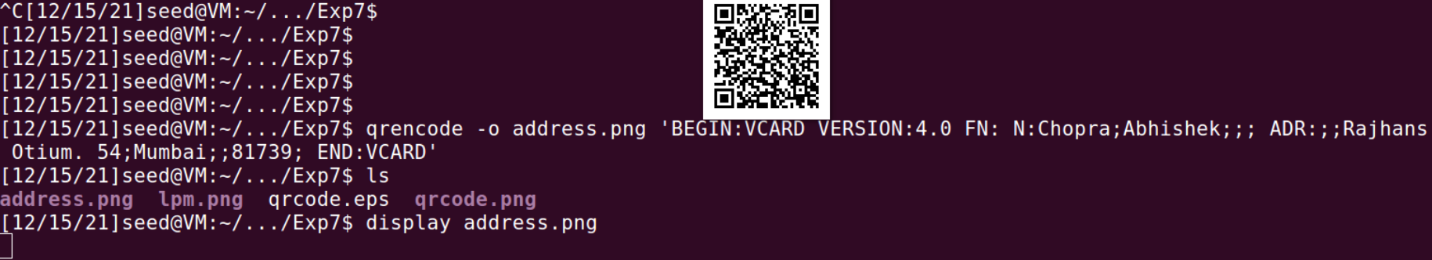 ^C[12/15/21]seed@VM:~/.../Exp7$
[12/15/21]seed@VM:~/.../Exp7$
[12/15/21]seed@VM:~/.../Exp7$
[12/15/21]seed@VM:~/.../Exp7$
[12/15/21]seed@VM:~/.../Exp7$
[12/15/21]seed@VM:~/.../Exp7$ qrencode -o address.png 'BEGIN:VCARD VERSION:4.0 FN: N:Chopra;Abhishek;;; ADR:;;Rajhans
 Otium. 54;Mumbai;;81739; END:VCARD'
[12/15/21]seed@VM:~/.../Exp7$ ls
address.png  lpm.png  qrcode.eps  qrcode.png
[12/15/21]seed@VM:~/.../Exp7$ display address.png